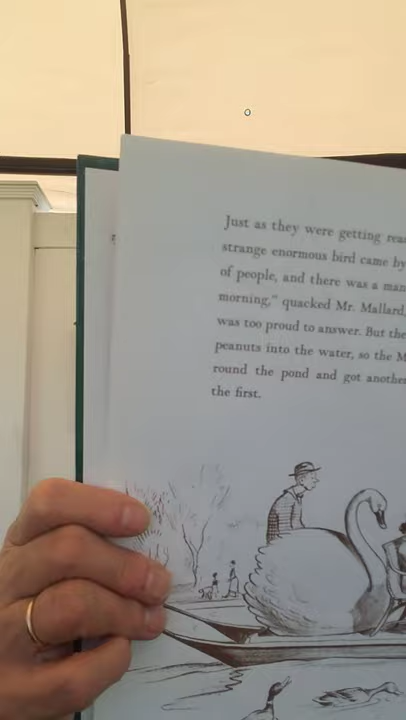 Just as they were getting
strange enormous bird came by
of people, and there was a man
morning," quacked Mr. Mallard,
was too proud to answer. But the
peanuts into the water, so the
round the pond and got another
the first.